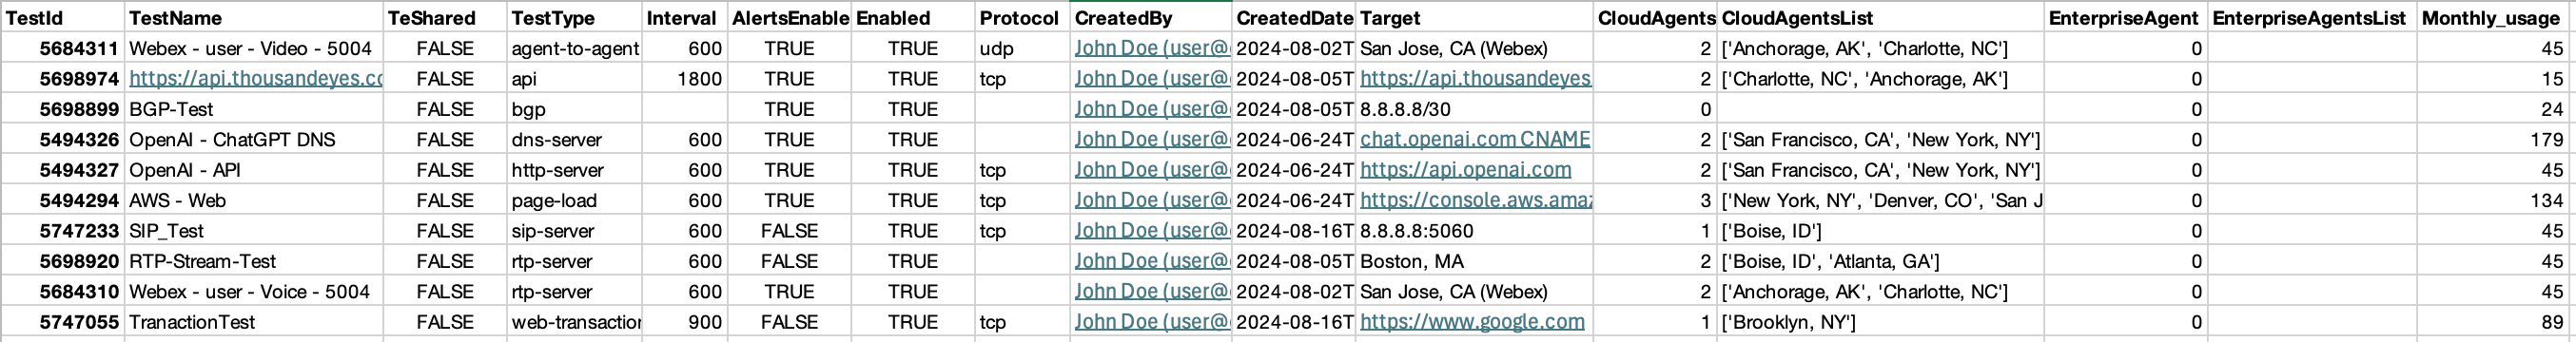 TestId TestName TeShared TestType Interval AlertsEnable Enabled Protocol CreatedBy CreatedDate Target CloudAgents CloudAgentsList EnterpriseAgent EnterpriseAgentsList Monthly_usage
5684311 Webex - user - Video - 5004 FALSE agent-to-agent 600 TRUE TRUE udp John Doe (user@ 2024-08-02T San Jose, CA (Webex) 2 ['Anchorage, AK', 'Charlotte, NC'] 0 45
5698974 https://api.thousandeyes.cc FALSE api 1800 TRUE TRUE tcp John Doe (user@ 2024-08-05T https://api.thousandeyes 2 ['Charlotte, NC', 'Anchorage, AK'] 0 15
5698899 BGP-Test FALSE bgp TRUE TRUE John Doe (user@ 2024-08-05T 8.8.8.8/30 0 0 24
5494326 OpenAI - ChatGPT DNS FALSE dns-server 600 TRUE TRUE John Doe (user@ 2024-06-24T chat.openai.com CNAME 2 ['San Francisco, CA', 'New York, NY'] 0 179
5494327 OpenAI - API FALSE http-server 600 TRUE TRUE tcp John Doe (user@ 2024-06-24T https://api.openai.com 2 ['San Francisco, CA', 'New York, NY'] 0 45
5494294 AWS - Web FALSE page-load 600 TRUE TRUE tcp John Doe (user@ 2024-06-24T https://console.aws.amaz 3 ['New York, NY', 'Denver, CO', 'San J 0 134
5747233 SIP_Test FALSE sip-server 600 FALSE TRUE tcp John Doe (user@ 2024-08-16T 8.8.8.8:5060 1 ['Boise, ID'] 0 45
5698920 RTP-Stream-Test FALSE rtp-server 600 FALSE TRUE John Doe (user@ 2024-08-05T Boston, MA 2 ['Boise, ID', 'Atlanta, GA'] 0 45
5684310 Webex - user - Voice - 5004 FALSE rtp-server 600 TRUE TRUE John Doe (user@ 2024-08-02T San Jose, CA (Webex) 2 ['Anchorage, AK', 'Charlotte, NC'] 0 45
5747055 TranactionTest FALSE web-transaction 900 FALSE TRUE tcp John Doe (user@ 2024-08-16T https://www.google.com 1 ['Brooklyn, NY'] 0 89